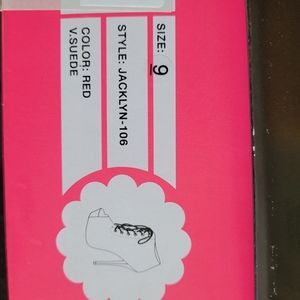 SIZE: 9
STYLE: JACKLYN-106
COLOR: RED
V.SUEDE